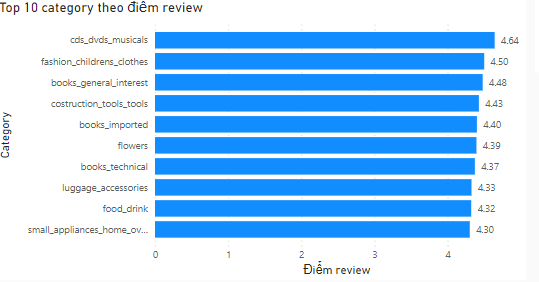 Top 10 category theo điểm review
Category
cds_dvds_musicals 4.64
fashion_childrens_clothes 4.50
books_general_interest 4.48
costruction_tools_tools 4.43
books_imported 4.40
flowers 4.39
books_technical 4.37
luggage_accessories 4.33
food_drink 4.32
small_appliances_home_ov... 4.30
0 1 2 3 4
Điểm review